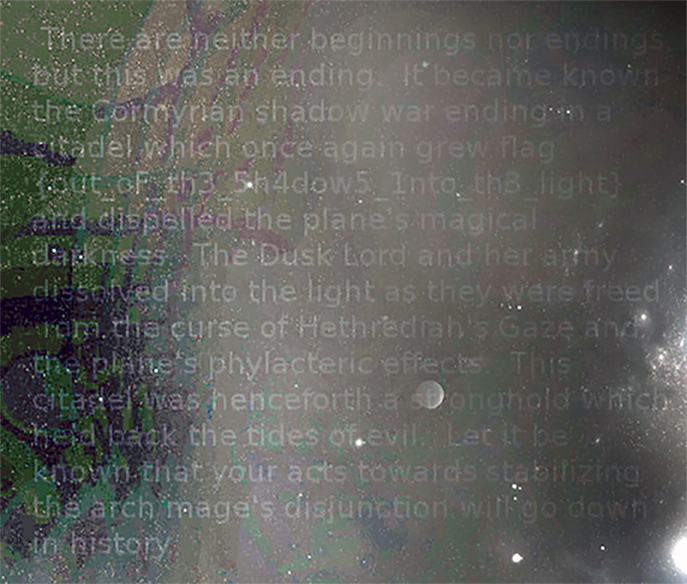 There are neither beginnings nor endings,
but this was an ending. It became known
the Cormyrian shadow war ending in a
citadel which once again grew flag
{out_oF_th3_5h4dow5_1nto_th3_light}
and dispelled the plane's magical
darkness. The Dusk Lord and her army
dissolved into the light as they were freed
from tha curse of Hethrediah's Gaze and,
the plane's phylacteric effects. This
citadel was henceforth a stronghold which
held back the tides of evil. Let it be
known that your acts towards stabilizing
the arch mage's disjunction will go down
in history